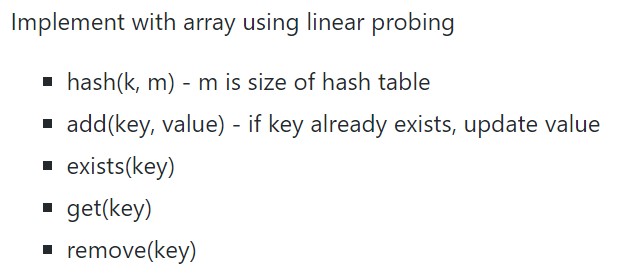 Implement with array using linear probing
▪ hash(k, m) - m is size of hash table
▪ add(key, value) - if key already exists, update value
▪ exists(key)
▪ get(key)
▪ remove(key)